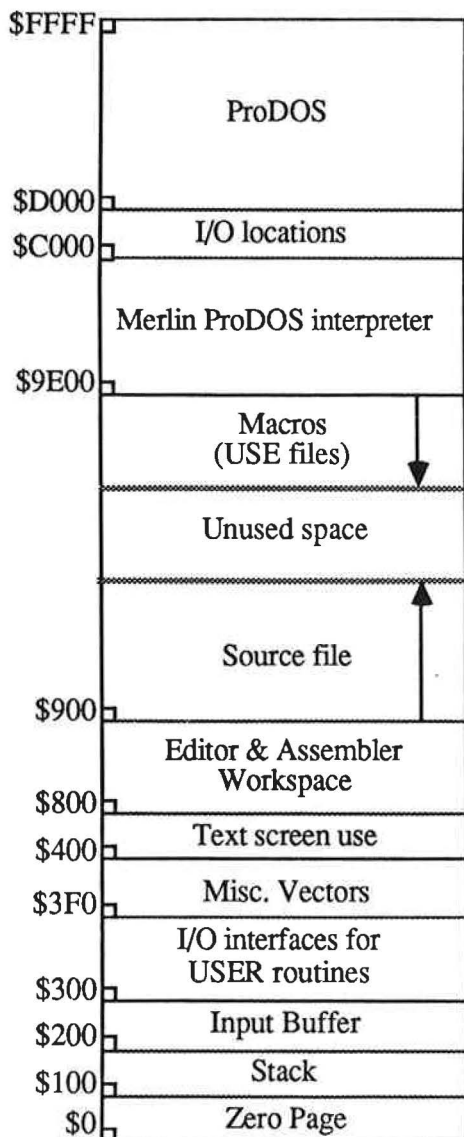 $FFFF
ProDOS
$D000
I/O locations
$C000
Merlin ProDOS interpreter
$9E00
Macros
(USE files)
Unused space
Source file
$900
Editor & Assembler
Workspace
$800
Text screen use
$400
Misc. Vectors
$3F0
I/O interfaces for
USER routines
$300
Input Buffer
$200
Stack
$100
Zero Page
$0